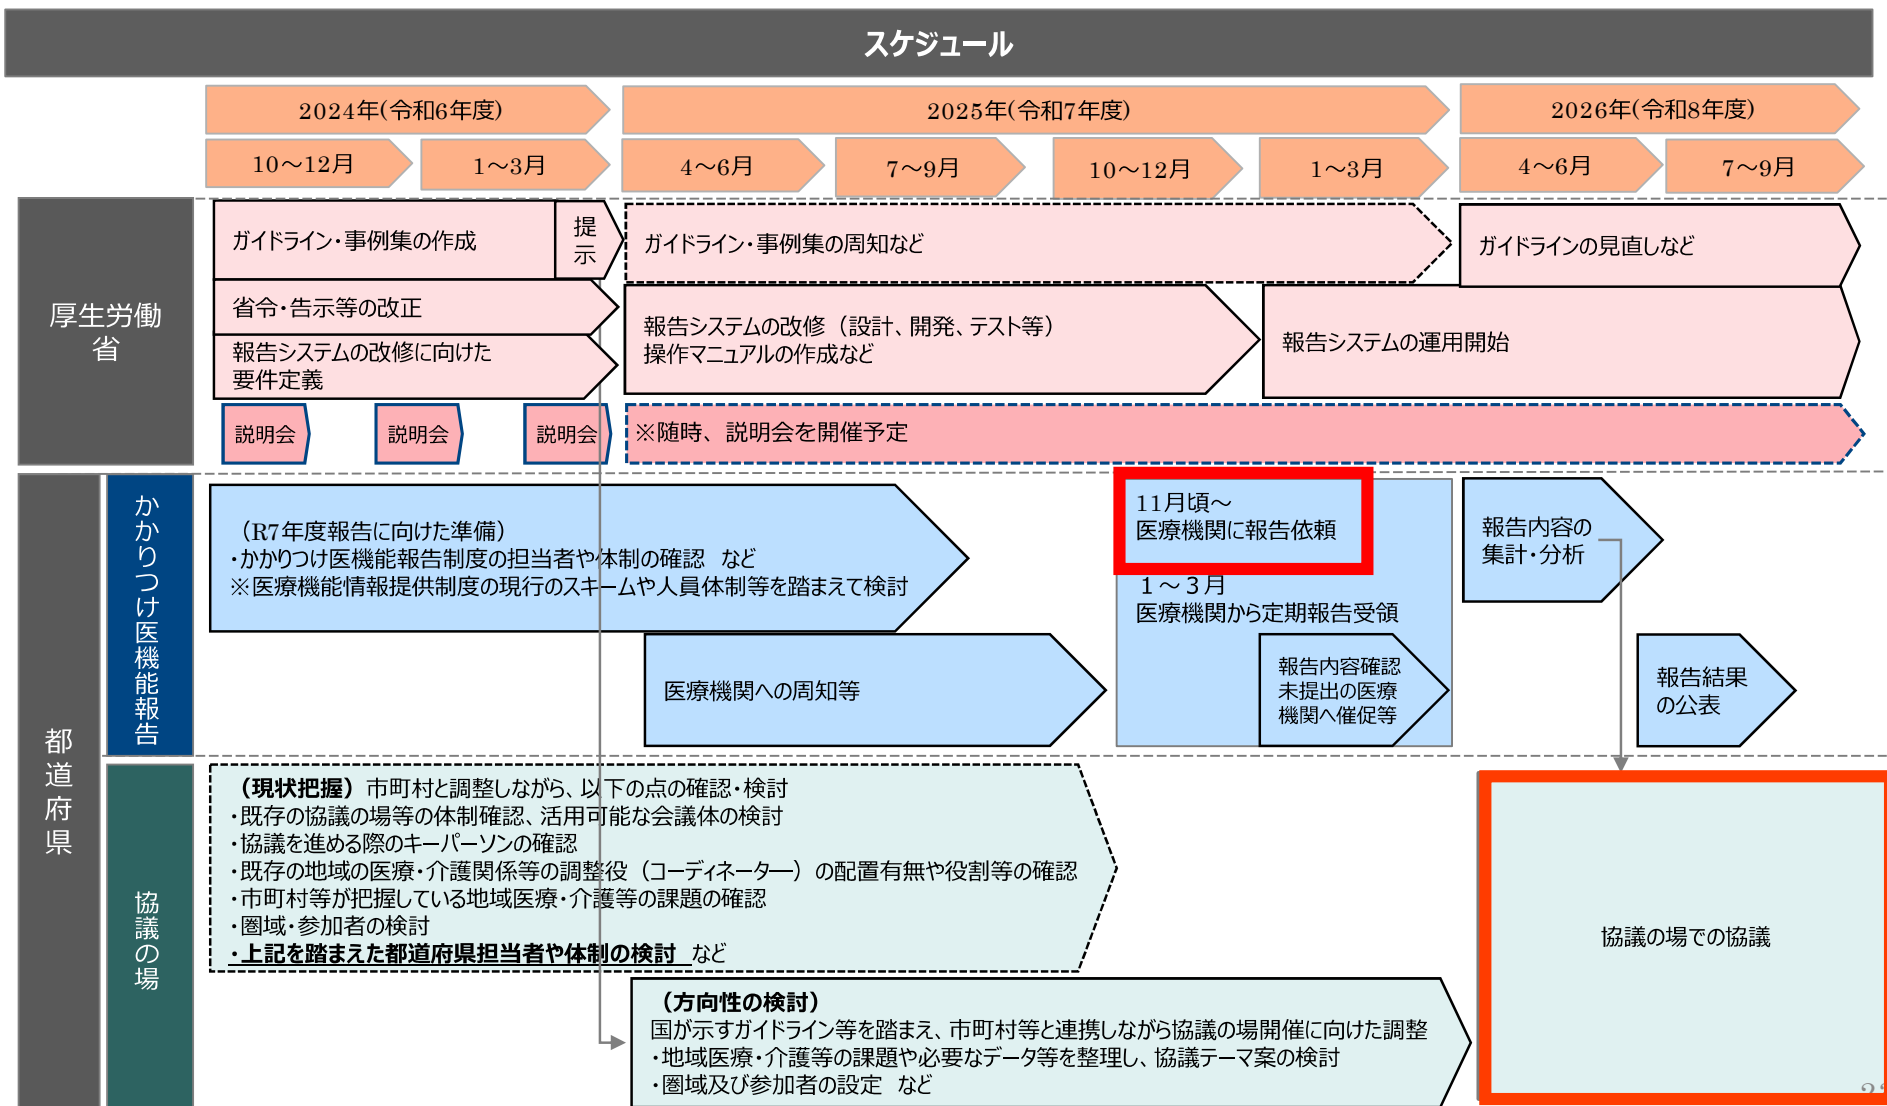 スケジュール
2024年(令和6年度)
2025年(令和7年度)
2026年(令和8年度)
10～12月
1～3月
4～6月
7～9月
10～12月
1～3月
4～6月
7～9月
厚生労働
省
ガイドライン・事例集の作成
提
示
ガイドライン・事例集の周知など
ガイドラインの見直しなど
省令・告示等の改正
報告システムの改修に向けた
要件定義
報告システムの改修（設計、開発、テスト等）
操作マニュアルの作成など
報告システムの運用開始
説明会
説明会
説明会
※随時、説明会を開催予定
都道府県
かかりつけ医機能報告
（R7年度報告に向けた準備）
・かかりつけ医機能報告制度の担当者や体制の確認　など
※医療機能情報提供制度の現行のスキームや人員体制等を踏まえて検討
医療機関への周知等
11月頃～
医療機関に報告依頼
１～３月
医療機関から定期報告受領
報告内容確認
未提出の医療
機関へ催促等
報告内容の
集計・分析
報告結果
の公表
協議の場
（現状把握）市町村と調整しながら、以下の点の確認・検討
・既存の協議の場等の体制確認、活用可能な会議体の検討
・協議を進める際のキーパーソンの確認
・既存の地域の医療・介護関係等の調整役（コーディネーター）の配置有無や役割等の確認
・市町村等が把握している地域医療・介護等の課題の確認
・圏域・参加者の検討
・上記を踏まえた都道府県担当者や体制の検討　など
（方向性の検討）
国が示すガイドライン等を踏まえ、市町村等と連携しながら協議の場開催に向けた調整
・地域医療・介護等の課題や必要なデータ等を整理し、協議テーマ案の検討
・圏域及び参加者の設定　など
協議の場での協議